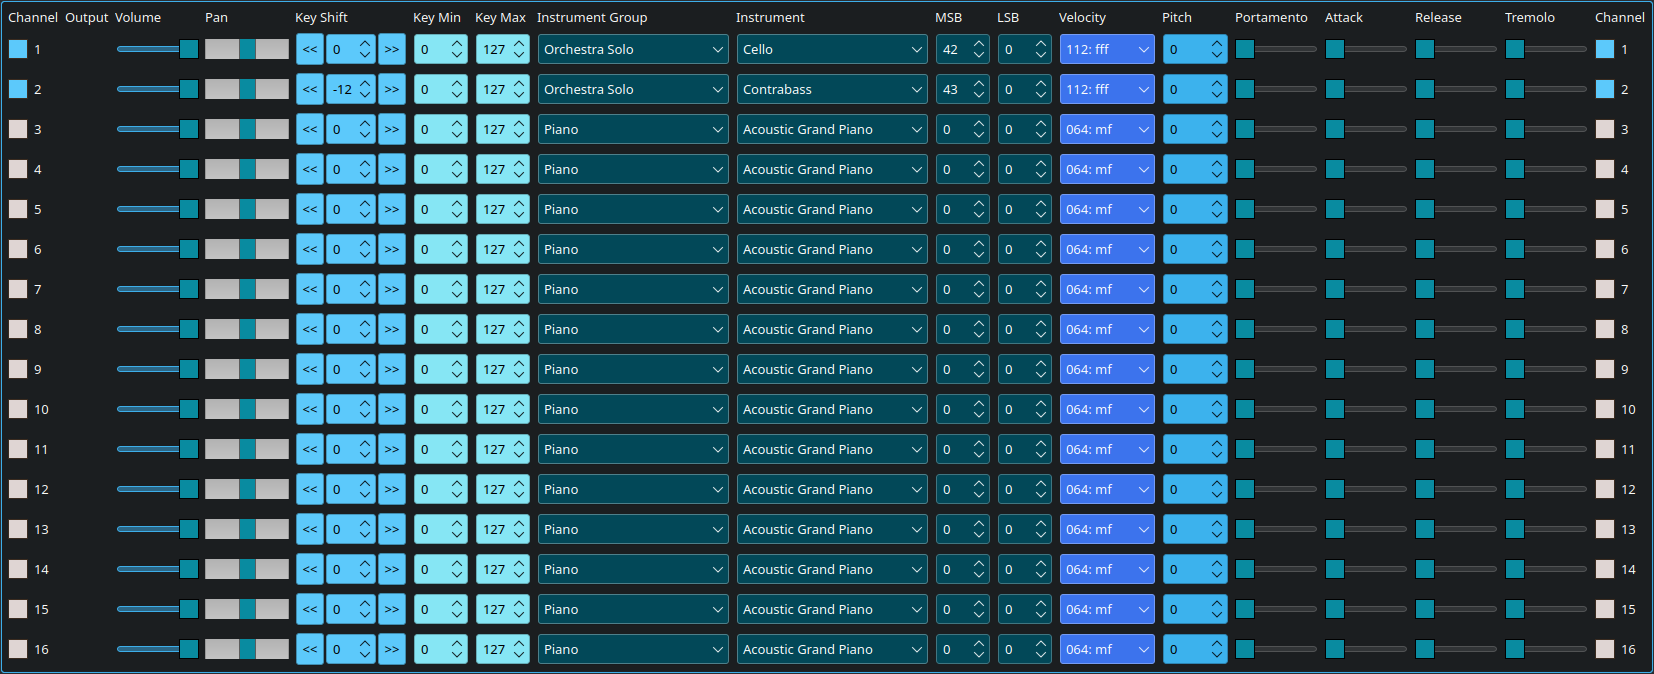 Channel Output Volume Pan Key Shift Key Min Key Max Instrument Group Instrument MSB LSB Velocity Pitch Portamento Attack Release Tremolo Channel
1 << 0 >> 0 127 Orchestra Solo Cello 42 0 112: fff 0 1
2 << -12 >> 0 127 Orchestra Solo Contrabass 43 0 112: fff 0 2
3 << 0 >> 0 127 Piano Acoustic Grand Piano 0 0 064: mf 0 3
4 << 0 >> 0 127 Piano Acoustic Grand Piano 0 0 064: mf 0 4
5 << 0 >> 0 127 Piano Acoustic Grand Piano 0 0 064: mf 0 5
6 << 0 >> 0 127 Piano Acoustic Grand Piano 0 0 064: mf 0 6
7 << 0 >> 0 127 Piano Acoustic Grand Piano 0 0 064: mf 0 7
8 << 0 >> 0 127 Piano Acoustic Grand Piano 0 0 064: mf 0 8
9 << 0 >> 0 127 Piano Acoustic Grand Piano 0 0 064: mf 0 9
10 << 0 >> 0 127 Piano Acoustic Grand Piano 0 0 064: mf 0 10
11 << 0 >> 0 127 Piano Acoustic Grand Piano 0 0 064: mf 0 11
12 << 0 >> 0 127 Piano Acoustic Grand Piano 0 0 064: mf 0 12
13 << 0 >> 0 127 Piano Acoustic Grand Piano 0 0 064: mf 0 13
14 << 0 >> 0 127 Piano Acoustic Grand Piano 0 0 064: mf 0 14
15 << 0 >> 0 127 Piano Acoustic Grand Piano 0 0 064: mf 0 15
16 << 0 >> 0 127 Piano Acoustic Grand Piano 0 0 064: mf 0 16